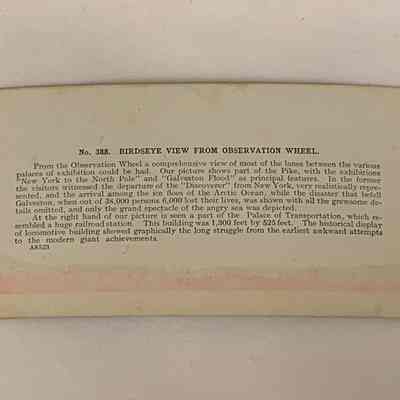 No. 388. BIRDSEYE VIEW FROM OBSERVATION WHEEL.
From the Observation Wheel a comprehensive view of most of the lanes between the various
palaces of exhibition could be had. Our picture shows part of the Pike, with the exhibitions
"New York to the North Pole" and "Galveston Flood" as principal features. In the former
the visitors witnessed the departure of the "Discoverer" from New York, very realistically repre-
sented, and the arrival among the ice floes of the Arctic Ocean, while the disaster that befell
Galveston, when out of 38,000 persons 6,000 lost their lives, was shown with all the gruesome de-
tails omitted, and only the grand spectacle of the angry sea was depicted.
At the right hand of our picture is seen a part of the Palace of Transportation, which re-
sembled a huge railroad station. This building was 1,300 feet by 525 feet. The historical display
of locomotive building showed graphically the long struggle from the earliest awkward attempts
to the modern giant achievements.